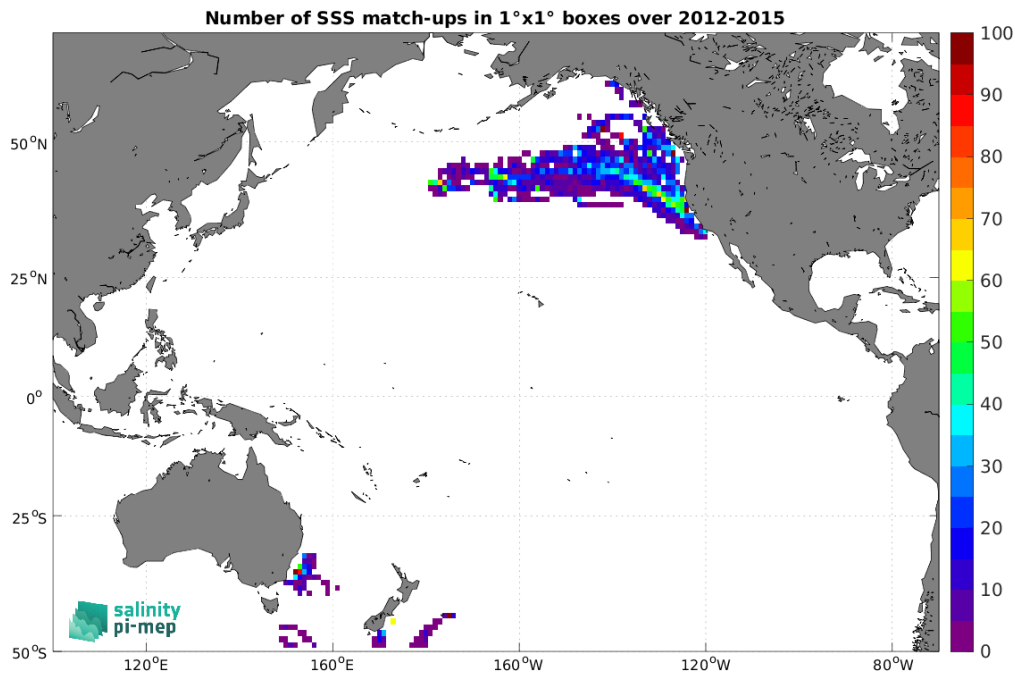 Number of SSS match-ups in 1°x1° boxes over 2012-2015
100
90
80
70
60
50
40
30
20
10
0
50°N
25°N
0°
25°S
50°S
120°E
160°E
160°W
120°W
80°W
salinity
pi-mep